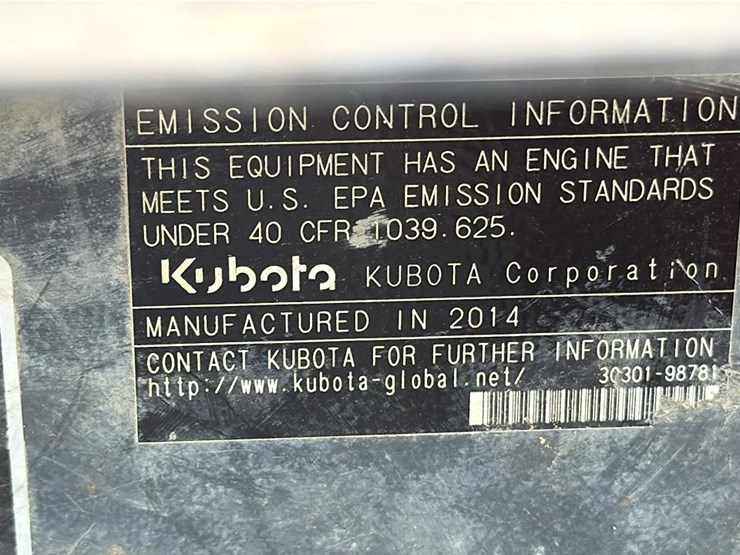 EMISSION CONTROL INFORMATION
THIS EQUIPMENT HAS AN ENGINE THAT
MEETS U.S. EPA EMISSION STANDARDS
UNDER 40 CFR 1039.625.
Kubota KUBOTA Corporation
MANUFACTURED IN 2014
CONTACT KUBOTA FOR FURTHER INFORMATION
http://www.kubota-global.net/ 3C301-98781